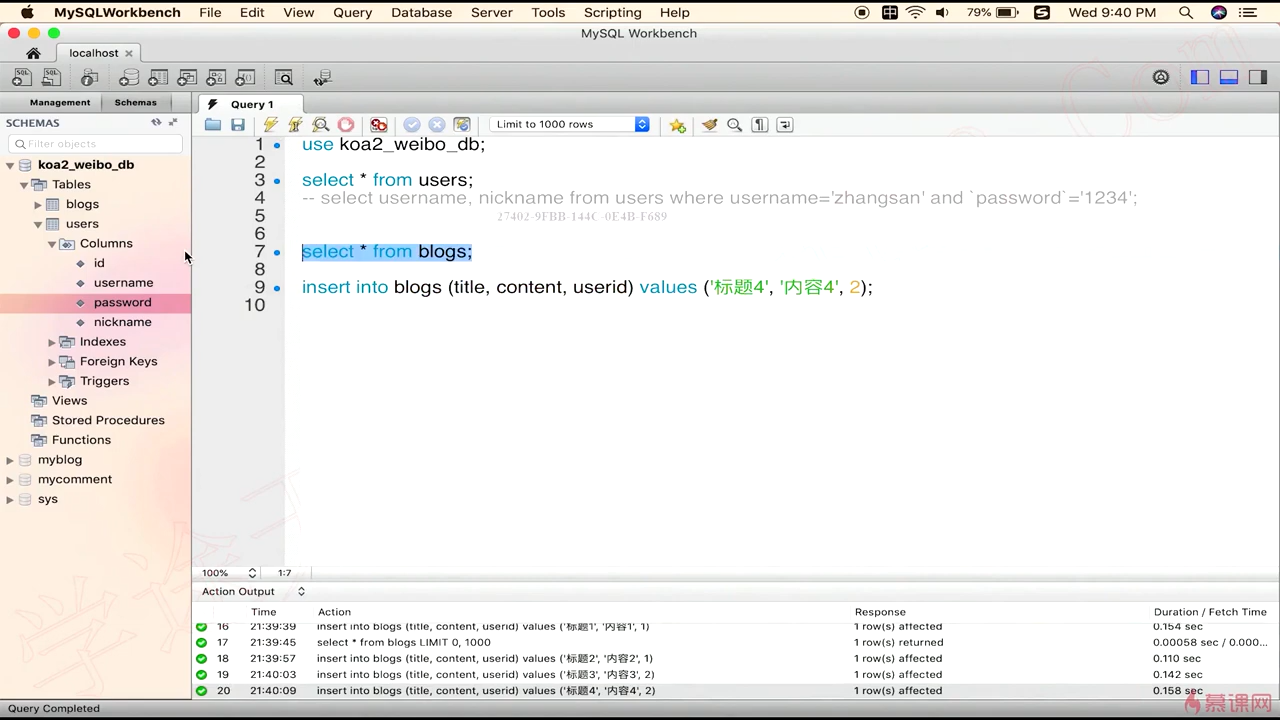 MySQLWorkbench File Edit View Query Database Server Tools Scripting Help 79% Wed 9:40 PM
MySQL Workbench
localhost
Management Schemas
Query 1
SCHEMAS
Limit to 1000 rows
Filter objects
koa2_weibo_db
Tables
blogs
users
Columns
id
username
password
nickname
Indexes
Foreign Keys
Triggers
Views
Stored Procedures
Functions
myblog
mycomment
sys
1 use koa2_weibo_db;
2
3 select * from users;
4 -- select username, nickname from users where username='zhangsan' and `password`='1234';
5
27402-9FBB-144C-0E4B-F689
6
7 select * from blogs;
8
9 insert into blogs (title, content, userid) values ('标题4', '内容4', 2);
10
100% 1:7
Action Output
Time Action Response Duration / Fetch Time
16 21:39:39 insert into blogs (title, content, userid) values ('标题1', '内容1', 1) 1 row(s) affected 0.154 sec
17 21:39:45 select * from blogs LIMIT 0, 1000 1 row(s) returned 0.00058 sec / 0.000...
18 21:39:57 insert into blogs (title, content, userid) values ('标题2', '内容2', 1) 1 row(s) affected 0.110 sec
19 21:40:03 insert into blogs (title, content, userid) values ('标题3', '内容3', 2) 1 row(s) affected 0.142 sec
20 21:40:09 insert into blogs (title, content, userid) values ('标题4', '内容4', 2) 1 row(s) affected 0.158 sec
Query Completed
慕课网